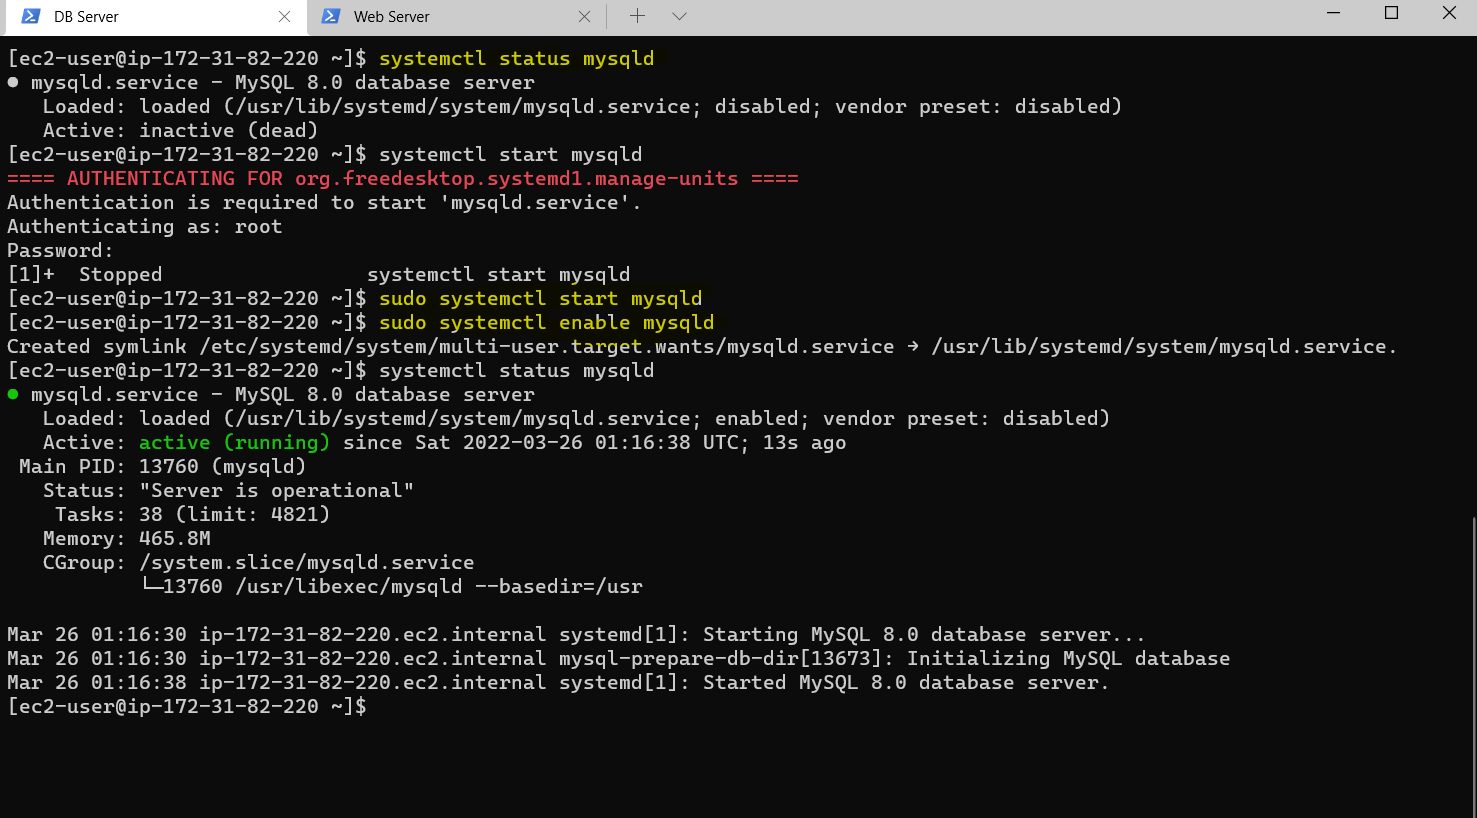 DB Server
Web Server
[ec2-user@ip-172-31-82-220 ~]$ systemctl status mysqld
● mysqld.service - MySQL 8.0 database server
   Loaded: loaded (/usr/lib/systemd/system/mysqld.service; disabled; vendor preset: disabled)
   Active: inactive (dead)
[ec2-user@ip-172-31-82-220 ~]$ systemctl start mysqld
==== AUTHENTICATING FOR org.freedesktop.systemd1.manage-units ====
Authentication is required to start 'mysqld.service'.
Authenticating as: root
Password:
[1]+  Stopped                 systemctl start mysqld
[ec2-user@ip-172-31-82-220 ~]$ sudo systemctl start mysqld
[ec2-user@ip-172-31-82-220 ~]$ sudo systemctl enable mysqld
Created symlink /etc/systemd/system/multi-user.target.wants/mysqld.service → /usr/lib/systemd/system/mysqld.service.
[ec2-user@ip-172-31-82-220 ~]$ systemctl status mysqld
● mysqld.service - MySQL 8.0 database server
   Loaded: loaded (/usr/lib/systemd/system/mysqld.service; enabled; vendor preset: disabled)
   Active: active (running) since Sat 2022-03-26 01:16:38 UTC; 13s ago
 Main PID: 13760 (mysqld)
   Status: "Server is operational"
    Tasks: 38 (limit: 4821)
   Memory: 465.8M
   CGroup: /system.slice/mysqld.service
           └─13760 /usr/libexec/mysqld --basedir=/usr
Mar 26 01:16:30 ip-172-31-82-220.ec2.internal systemd[1]: Starting MySQL 8.0 database server...
Mar 26 01:16:30 ip-172-31-82-220.ec2.internal mysql-prepare-db-dir[13673]: Initializing MySQL database
Mar 26 01:16:38 ip-172-31-82-220.ec2.internal systemd[1]: Started MySQL 8.0 database server.
[ec2-user@ip-172-31-82-220 ~]$